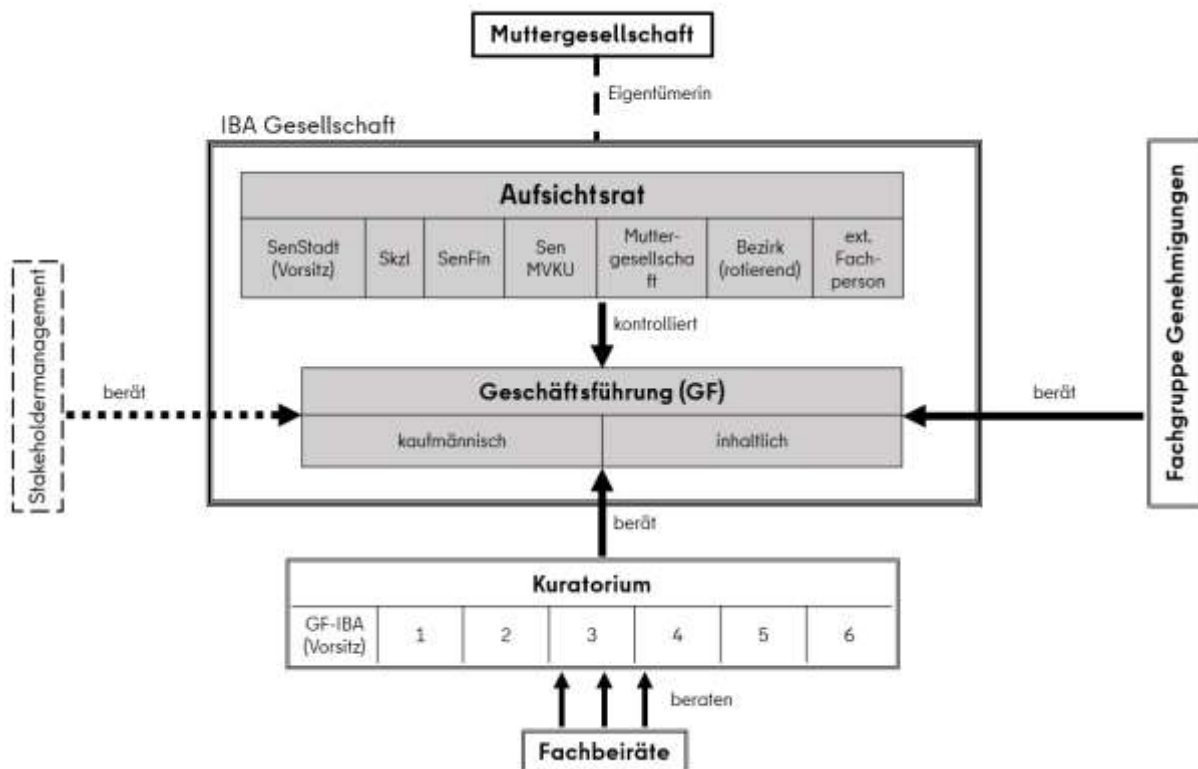 Muttergesellschaft
Eigentümerin
IBA Gesellschaft
Aufsichtsrat
SenStadt
(Vorsitz)
Skzl
SenFin
Sen
MVKU
Mutter-
gesellscha
ft
Bezirk
(rotierend)
ext.
Fach-
person
kontrolliert
Stakeholdermanagement
berät
Geschäftsführung (GF)
kaufmännisch
inhaltlich
berät
Fachgruppe Genehmigungen
berät
Kuratorium
GF-IBA
(Vorsitz)
1
2
3
4
5
6
beraten
Fachbeiräte